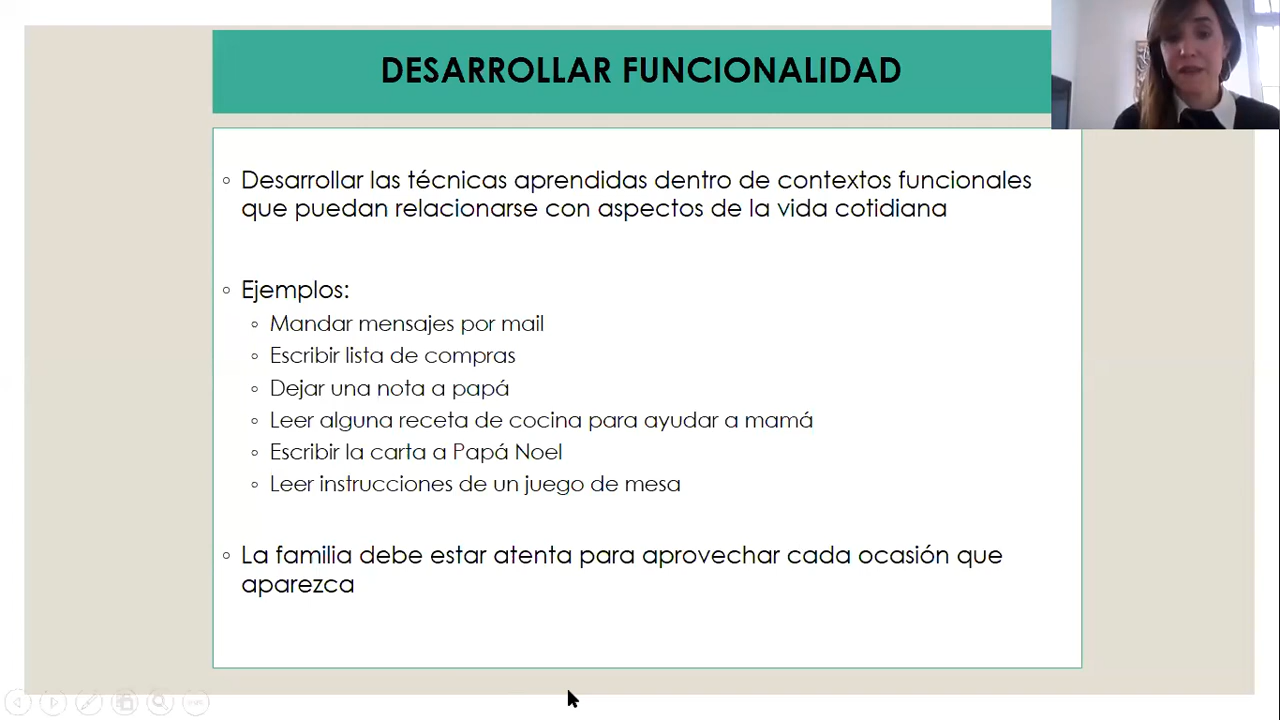 DESARROLLAR FUNCIONALIDAD
Desarrollar las técnicas aprendidas dentro de contextos funcionales
que puedan relacionarse con aspectos de la vida cotidiana
Ejemplos:
Mandar mensajes por mail
Escribir lista de compras
Dejar una nota a papá
Leer alguna receta de cocina para ayudar a mamá
Escribir la carta a Papá Noel
Leer instrucciones de un juego de mesa
La familia debe estar atenta para aprovechar cada ocasión que
aparezca